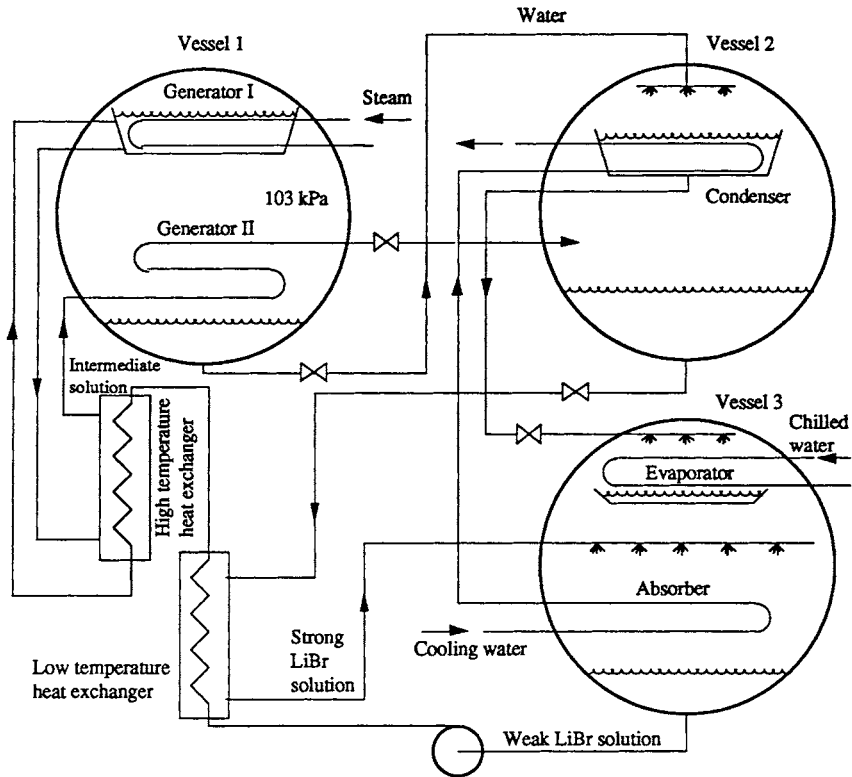 Water
Vessel 1
Vessel 2
Generator I
Steam
103 kPa
Condenser
Generator II
Intermediate
solution
Vessel 3
Chilled
water
High temperature
heat exchanger
Evaporator
Absorber
Strong
LiBr
solution
Cooling water
Low temperature
heat exchanger
Weak LiBr solution